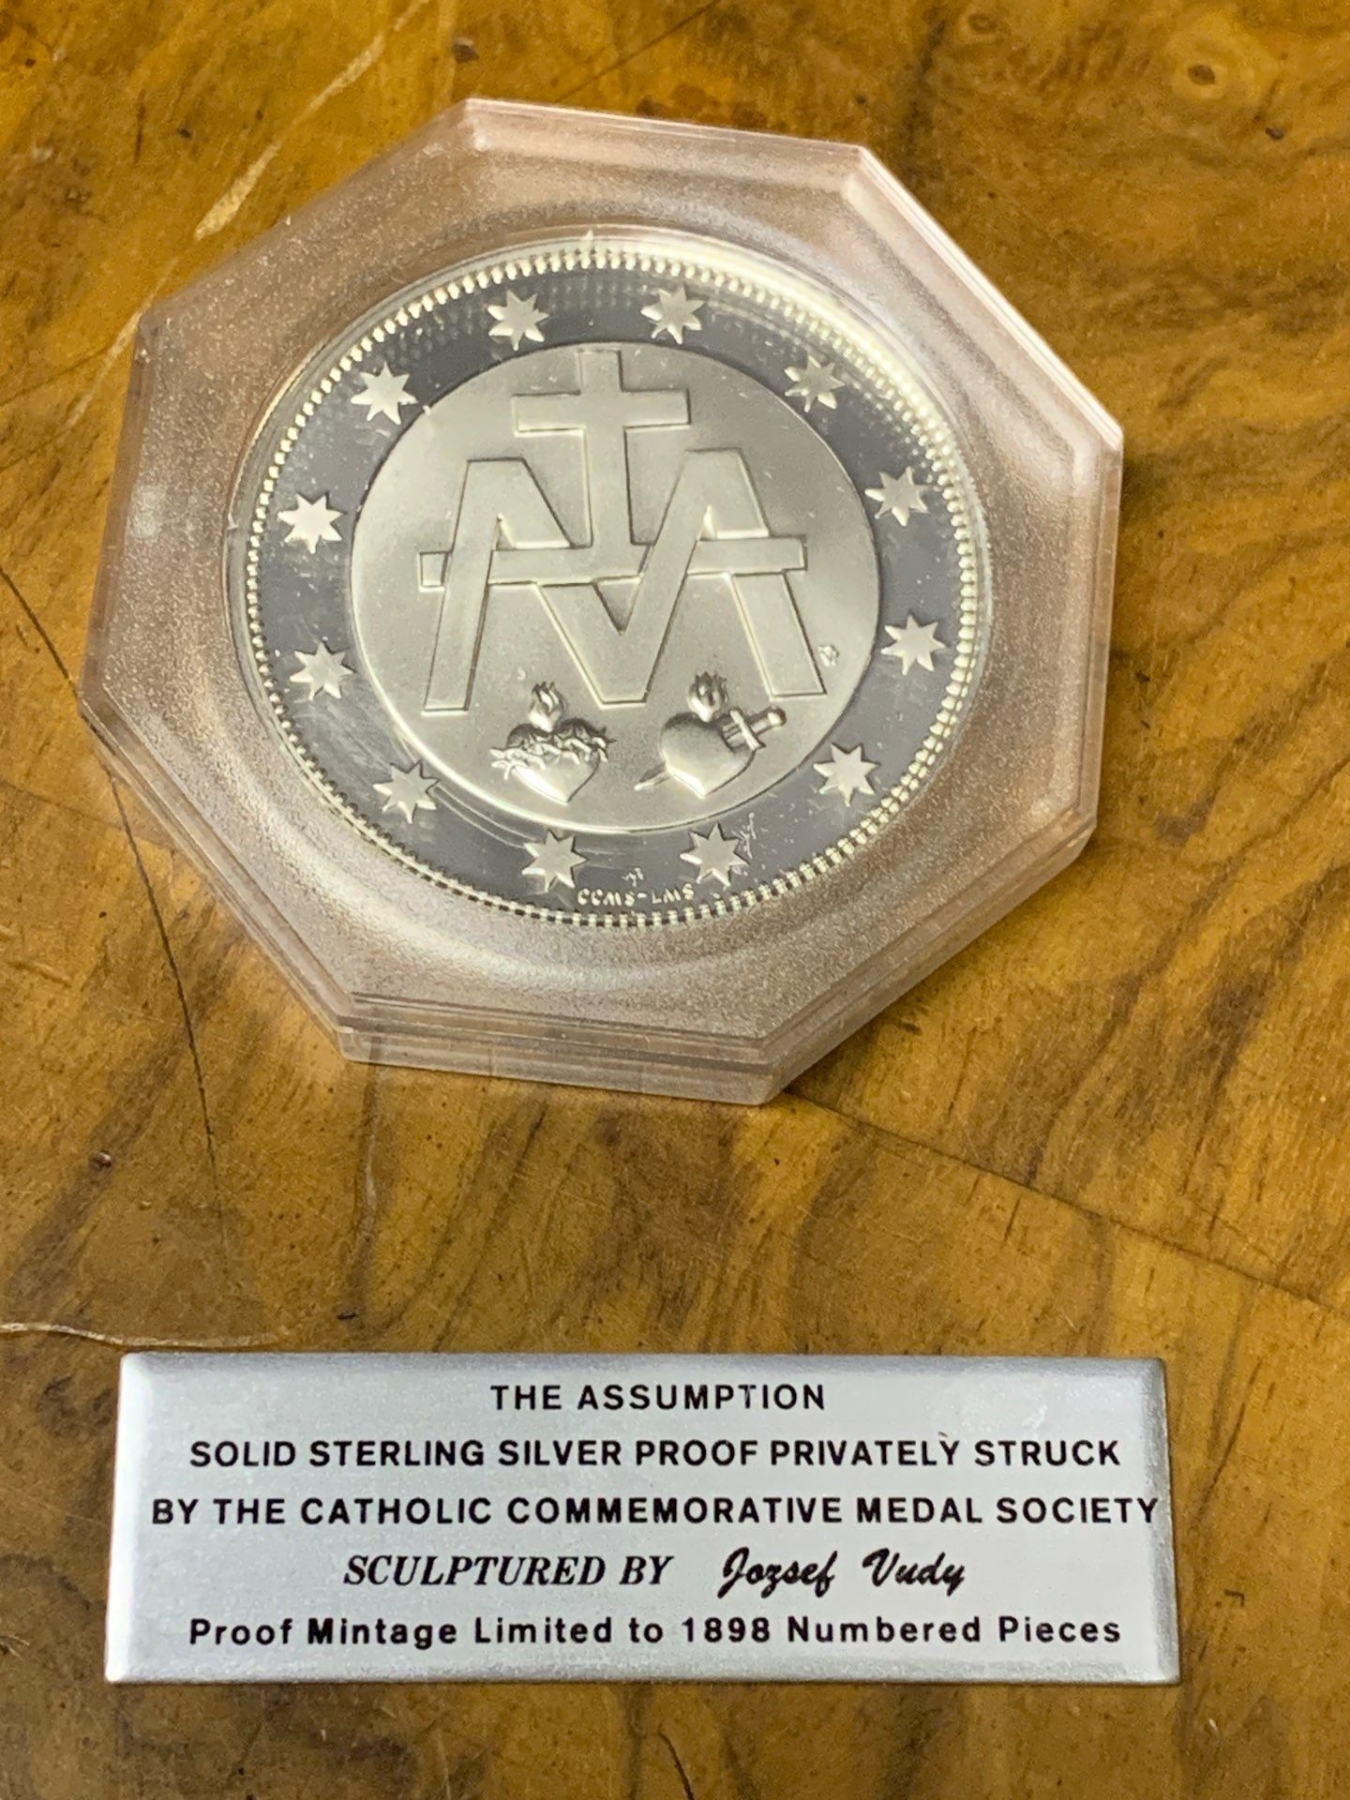 CCMS-LMS
THE ASSUMPTION
SOLID STERLING SILVER PROOF PRIVATELY STRUCK
BY THE CATHOLIC COMMEMORATIVE MEDAL SOCIETY
SCULPTURED BY Jozsef Vudy
Proof Mintage Limited to 1898 Numbered Pieces